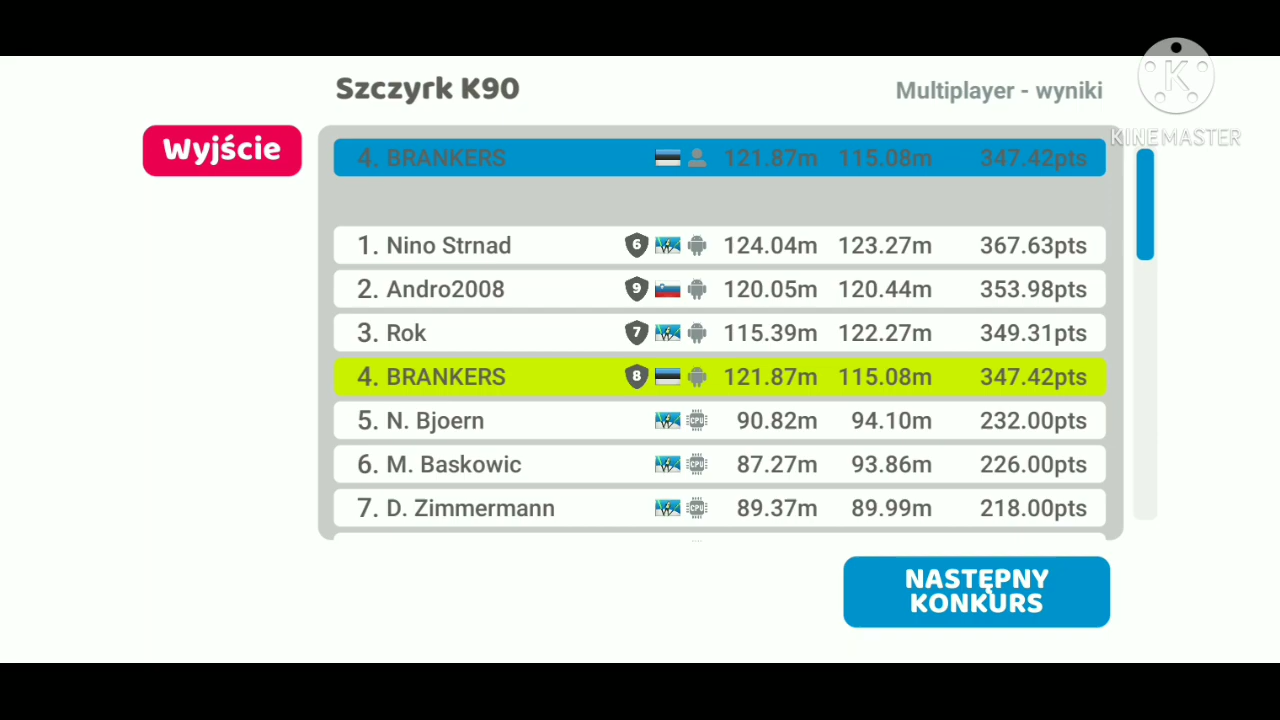 Szczyrk K90
Multiplayer - wyniki
K
KINEMASTER
Wyjście
4. BRANKERS 121.87m 115.08m 347.42pts
1. Nino Strnad 6 124.04m 123.27m 367.63pts
2. Andro2008 9 120.05m 120.44m 353.98pts
3. Rok 7 115.39m 122.27m 349.31pts
4. BRANKERS 8 121.87m 115.08m 347.42pts
5. N. Bjoern CPU 90.82m 94.10m 232.00pts
6. M. Baskowic CPU 87.27m 93.86m 226.00pts
7. D. Zimmermann CPU 89.37m 89.99m 218.00pts
NASTĘPNY
KONKURS